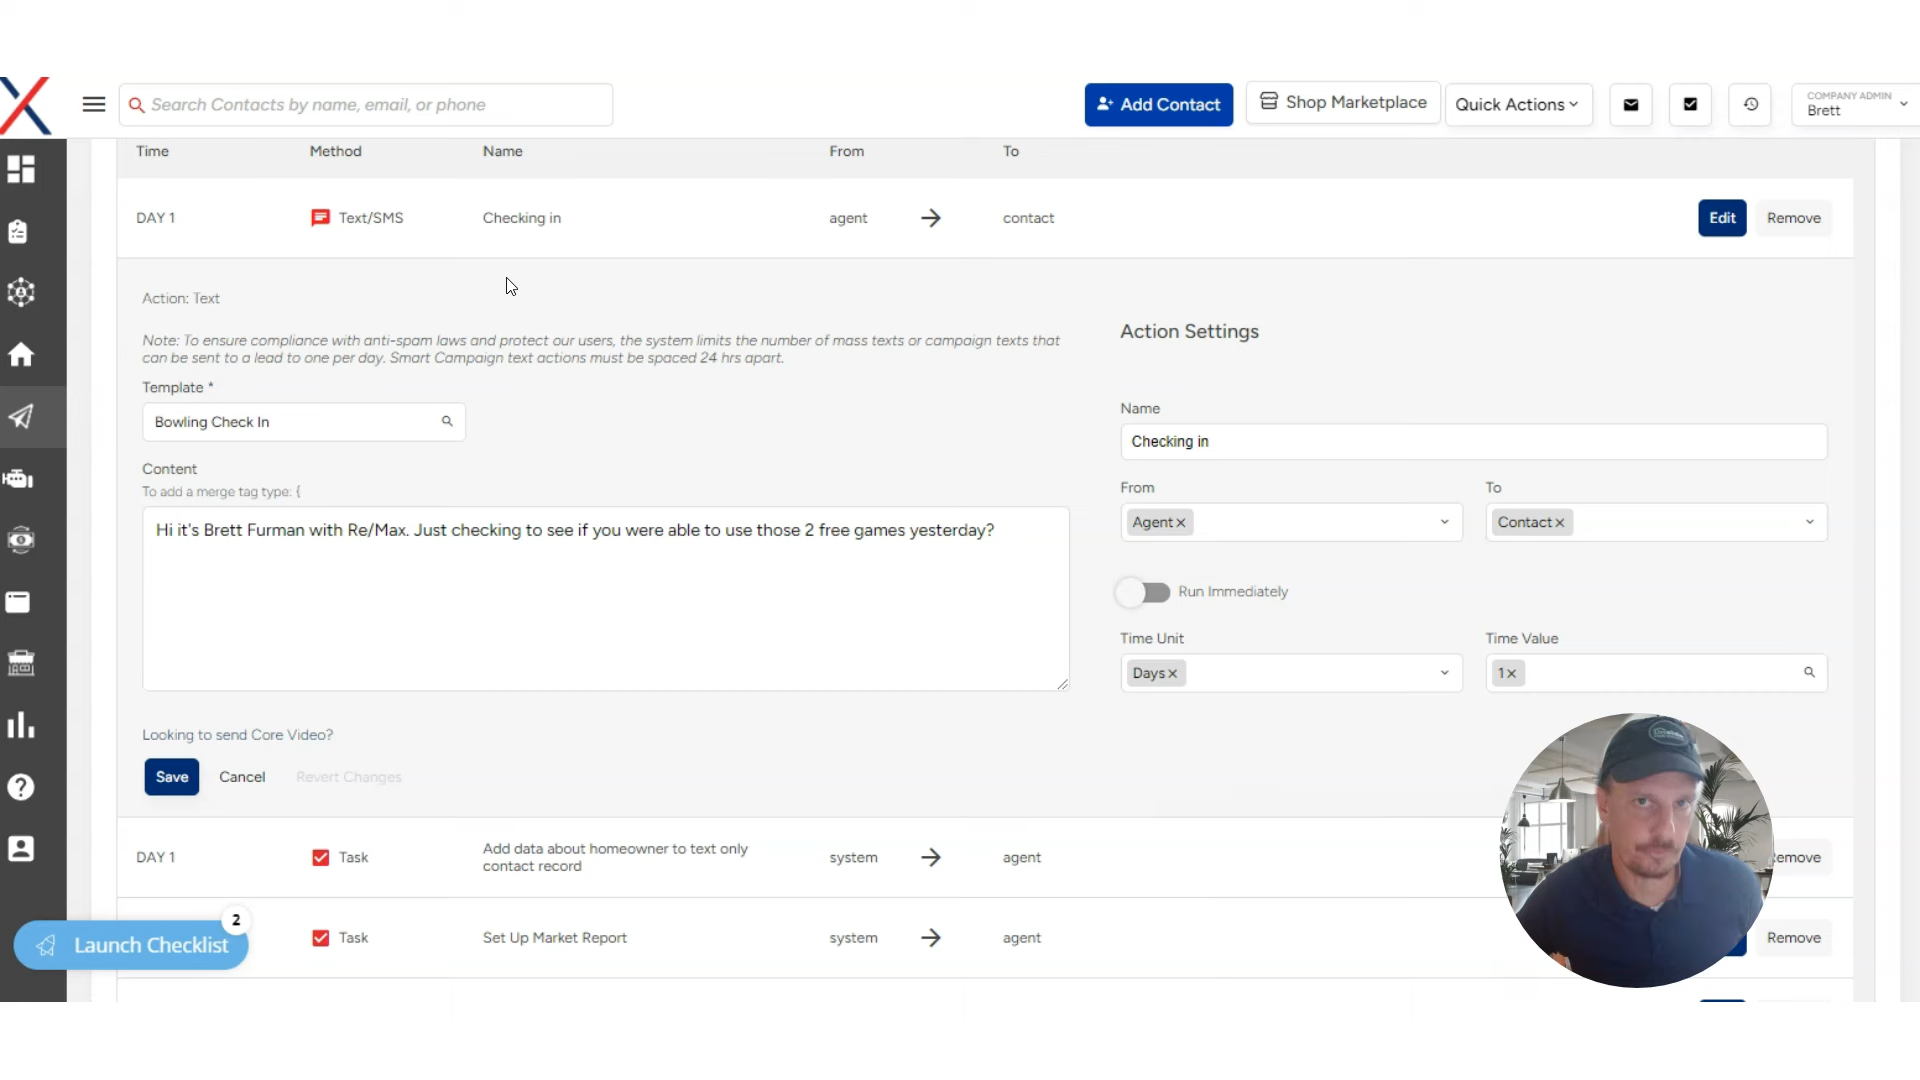 Search Contacts by name, email, or phone
Add Contact
Shop Marketplace
Quick Actions
COMPANY ADMIN
Brett
Time Method Name From To
DAY 1 Text/SMS Checking in agent contact Edit Remove
Action: Text
Note: To ensure compliance with anti-spam laws and protect our users, the system limits the number of mass texts or campaign texts that
can be sent to a lead to one per day. Smart Campaign text actions must be spaced 24 hrs apart.
Template *
Bowling Check In
Content
To add a merge tag type: {
Hi it's Brett Furman with Re/Max. Just checking to see if you were able to use those 2 free games yesterday?
Looking to send Core Video?
Save Cancel Revert Changes
Action Settings
Name
Checking in
From To
Agent Contact
Run Immediately
Time Unit Time Value
Days 1
DAY 1 Task Add data about homeowner to text only
contact record system agent
Task Set Up Market Report system agent Remove
2
Launch Checklist